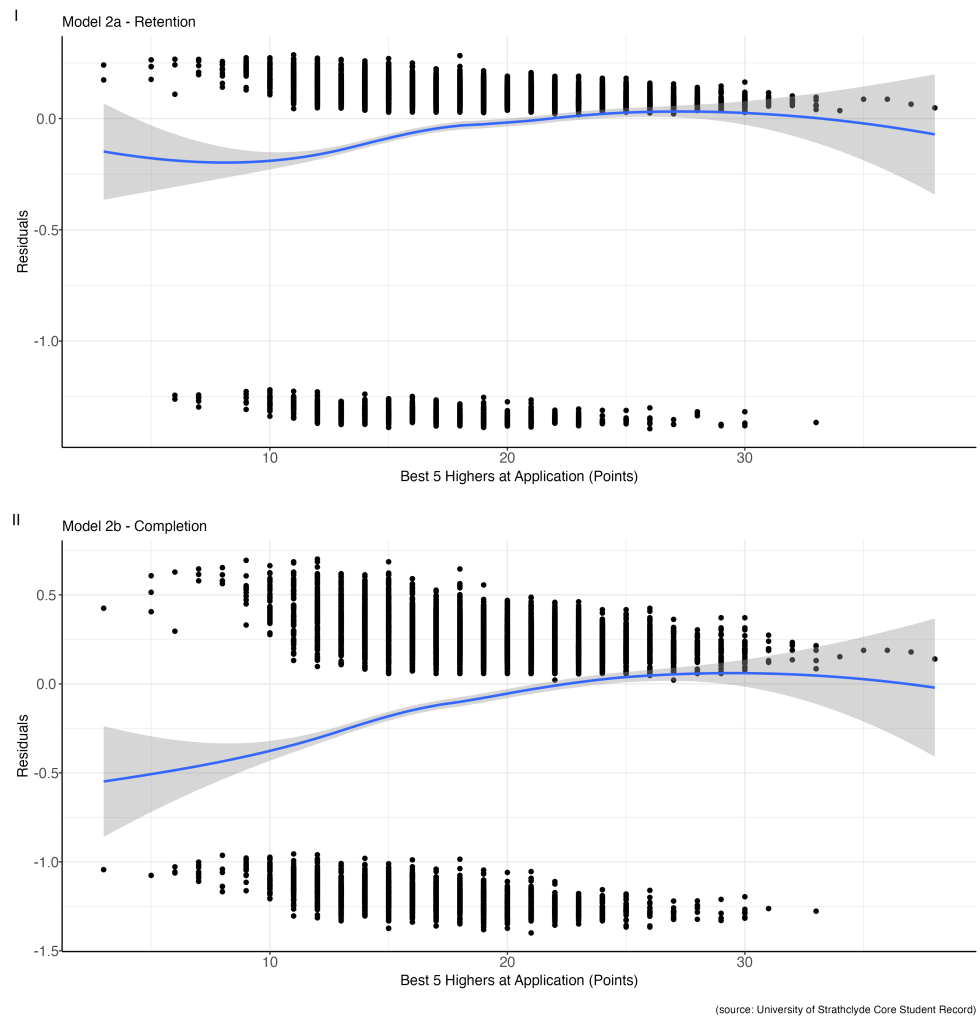 I
Model 2a - Retention
0.0
-0.5
-1.0
Residuals
10 20 30
Best 5 Highers at Application (Points)
II
Model 2b - Completion
0.5
0.0
-0.5
-1.0
-1.5
Residuals
10 20 30
Best 5 Highers at Application (Points)
(source: University of Strathclyde Core Student Record)